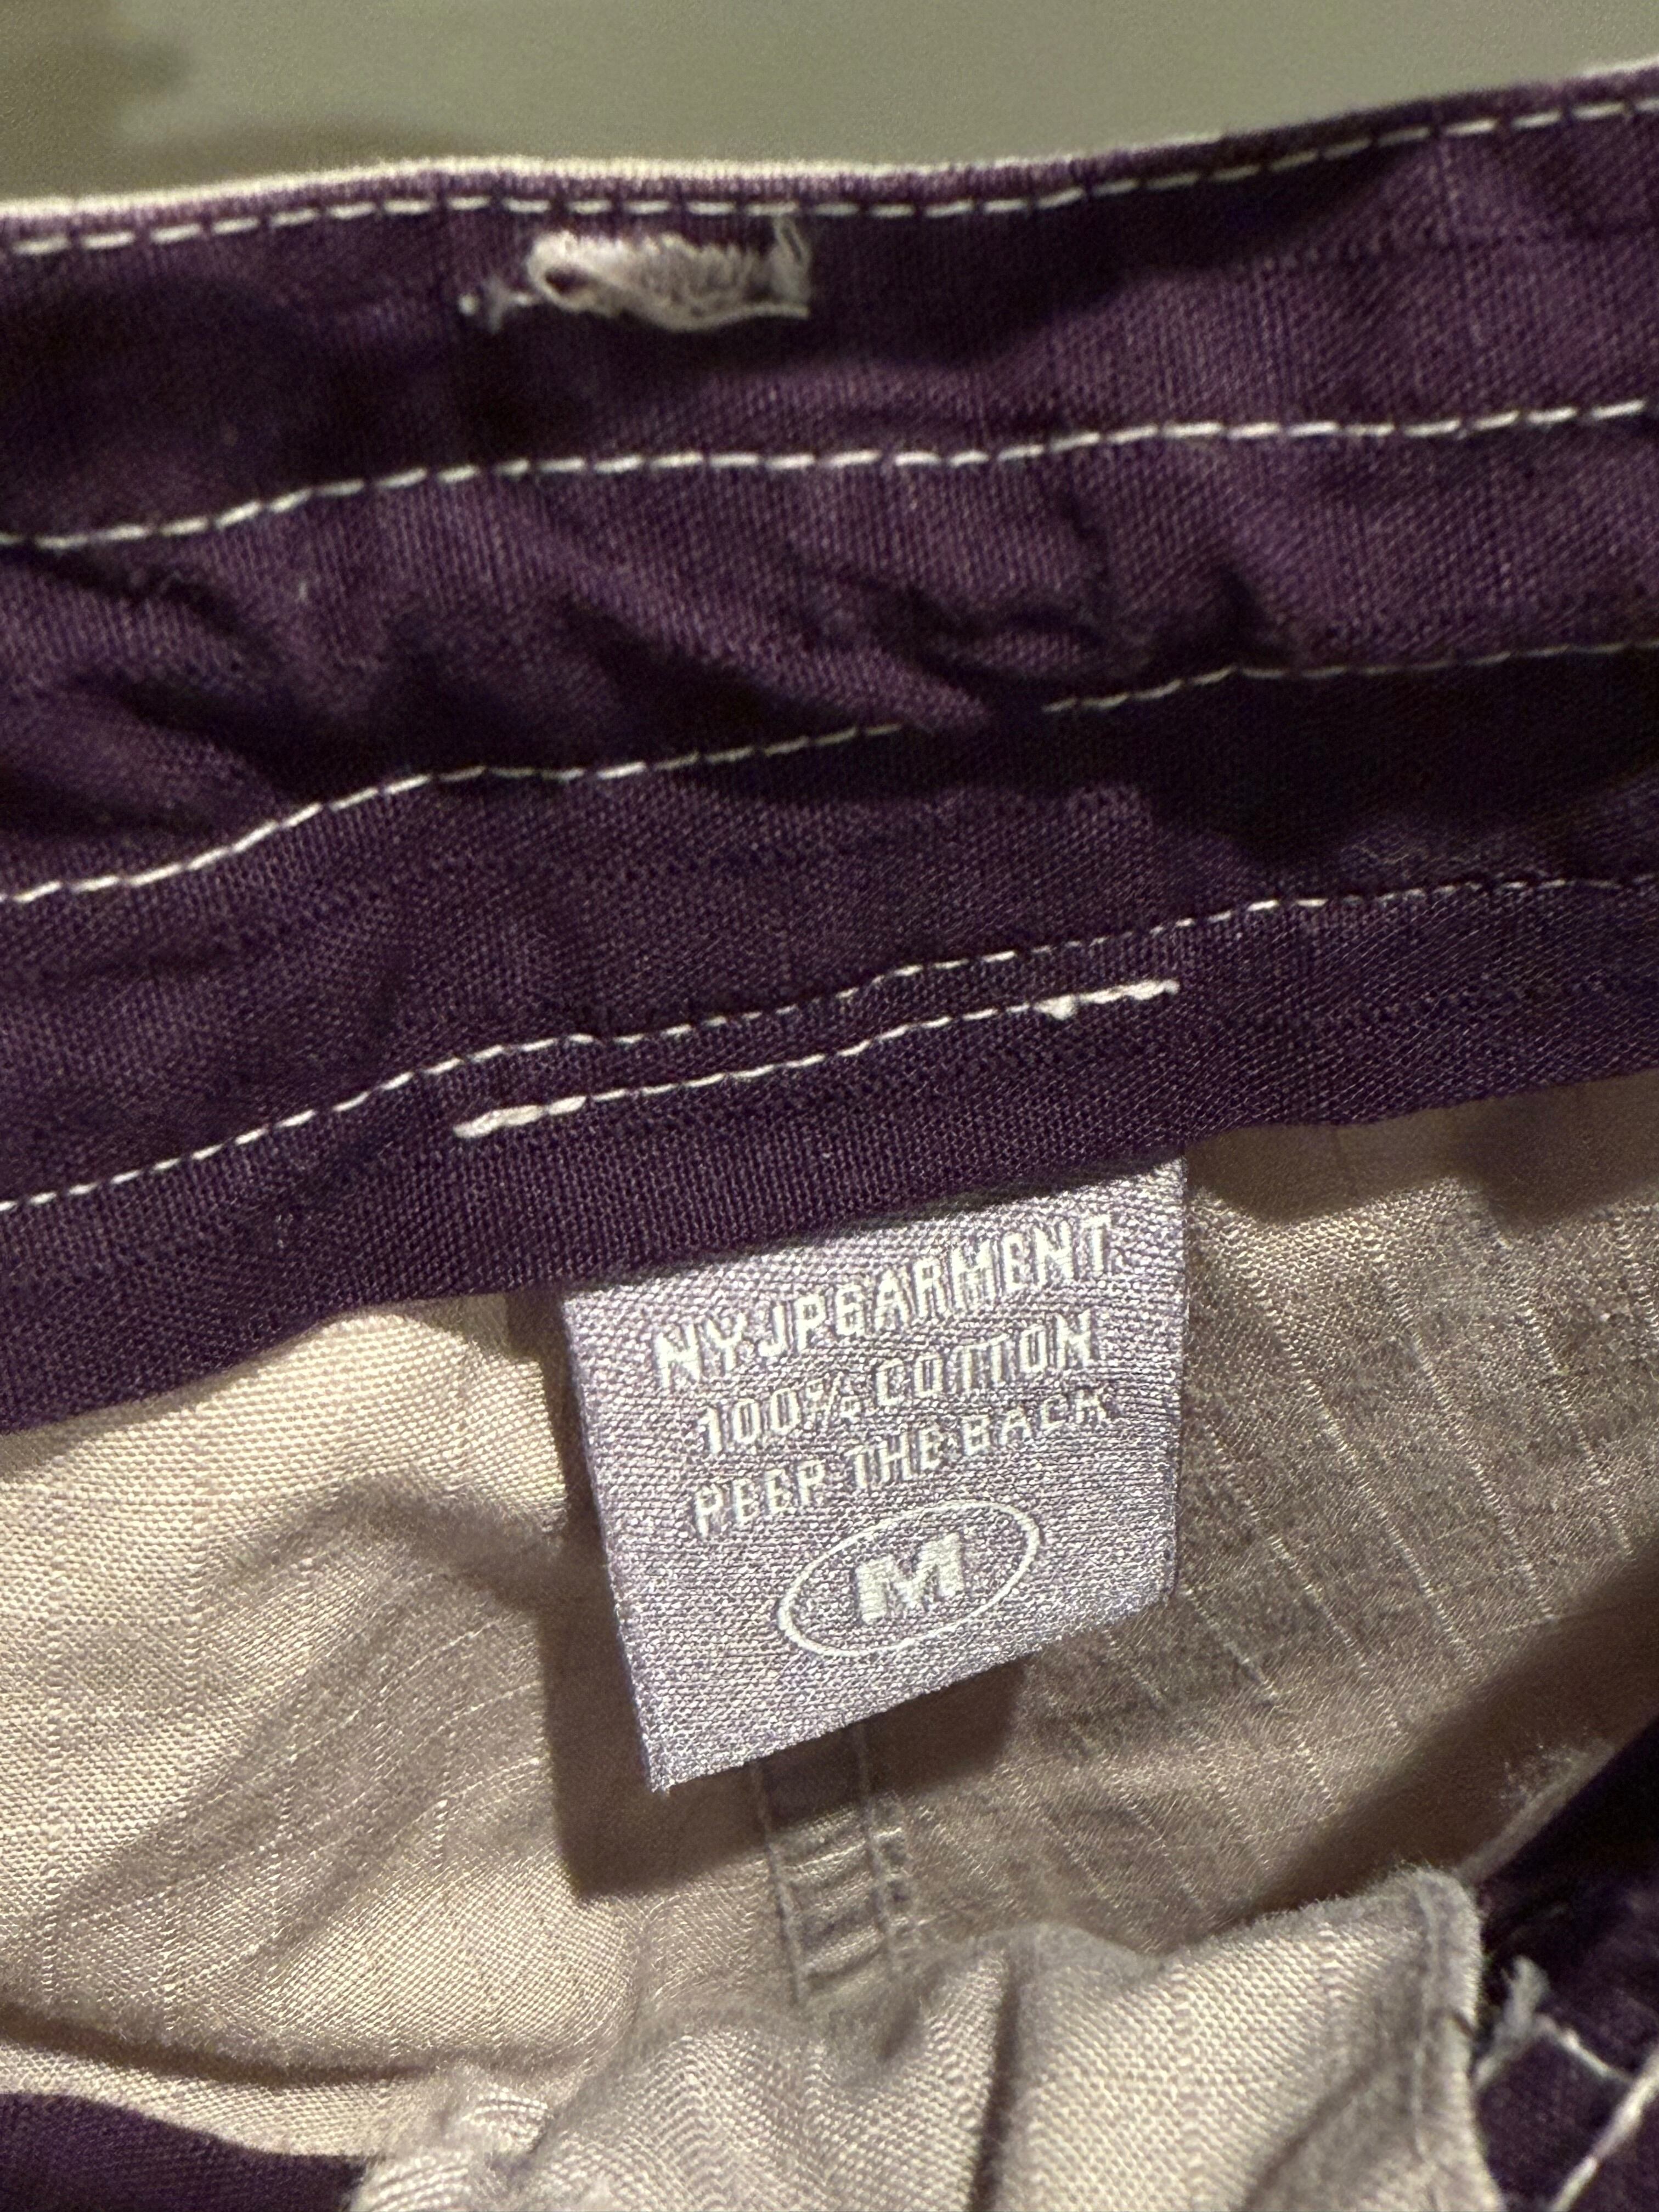 NYJPGARMENT.
100% COTTON
PEEP THE BACK
M